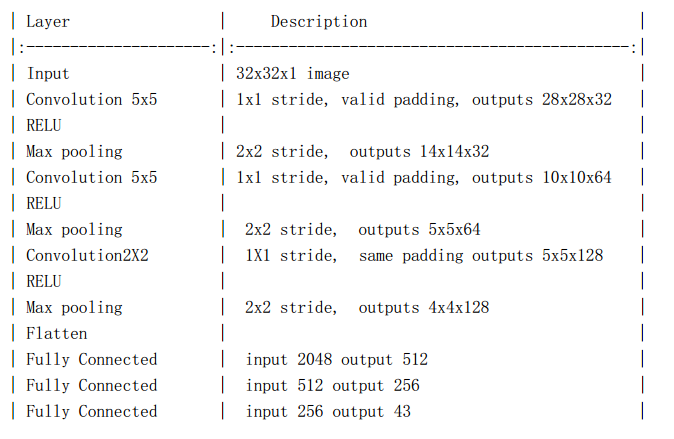 | Layer | Description |
|:---------------------:|:---------------------------------------------:|
| Input | 32x32x1 image |
| Convolution 5x5 | 1x1 stride, valid padding, outputs 28x28x32 |
| RELU | |
| Max pooling | 2x2 stride, outputs 14x14x32 |
| Convolution 5x5 | 1x1 stride, valid padding, outputs 10x10x64 |
| RELU | |
| Max pooling | 2x2 stride, outputs 5x5x64 |
| Convolution2X2 | 1X1 stride, same padding outputs 5x5x128 |
| RELU | |
| Max pooling | 2x2 stride, outputs 4x4x128 |
| Flatten | |
| Fully Connected | input 2048 output 512 |
| Fully Connected | input 512 output 256 |
| Fully Connected | input 256 output 43 |